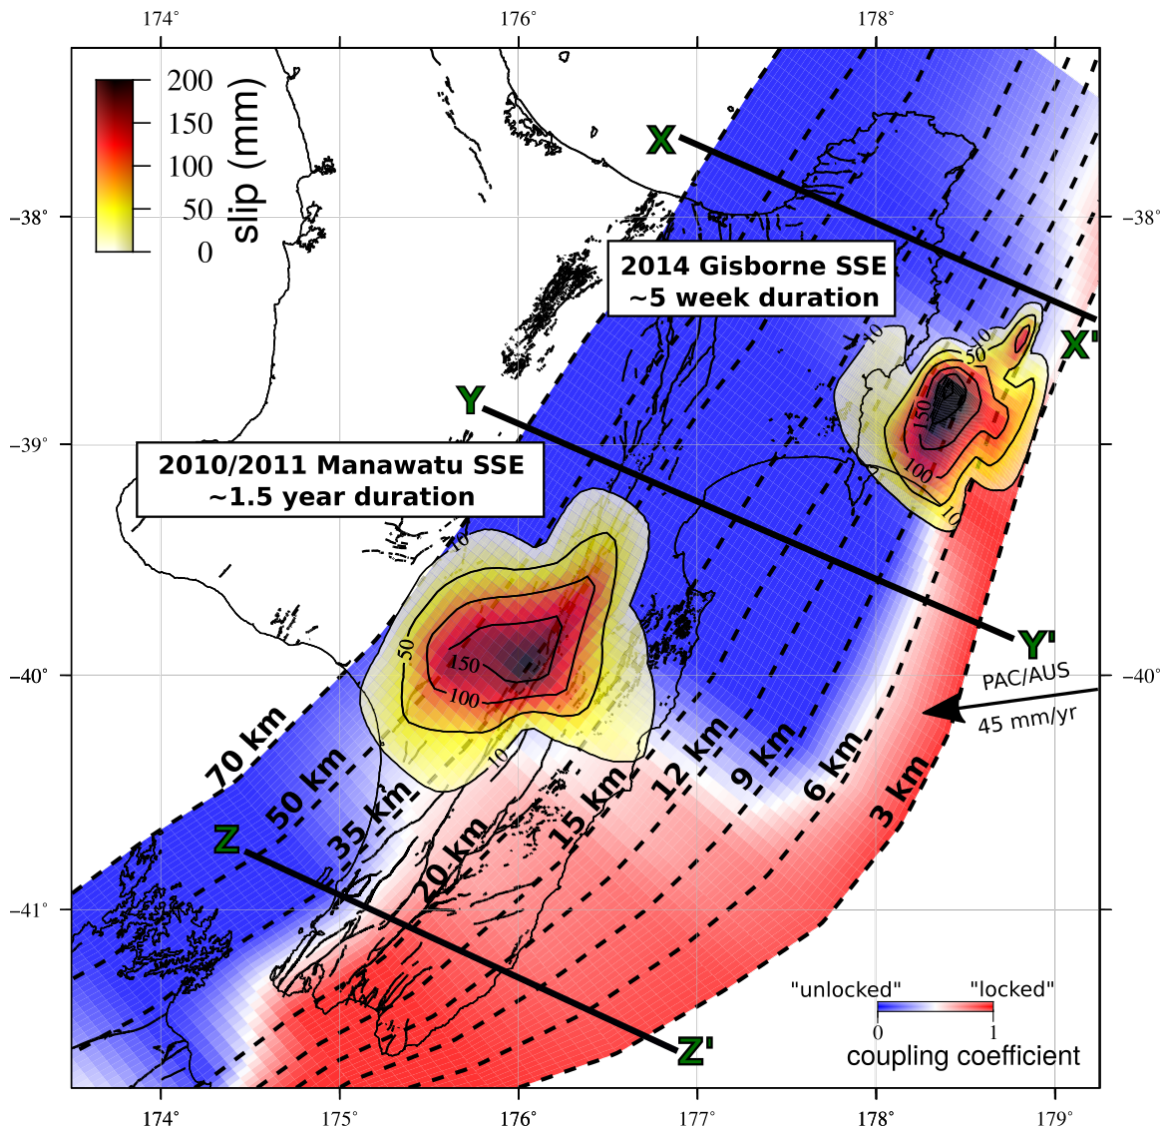 174°
176°
178°
200
150
100
50
0
slip (mm)
X
−38°
−38°
2014 Gisborne SSE
~5 week duration
10
10
50
X'
150
Y
−39°
100
2010/2011 Manawatu SSE
~1.5 year duration
10
10
50
Y'
150
−40°
−40°
PAC/AUS
100
45 mm/yr
10
70 km
50 km
35 km
20 km
15 km
12 km
9 km
6 km
3 km
Z
−41°
"unlocked"
"locked"
0
1
Z'
coupling coefficient
174°
175°
176°
177°
178°
179°